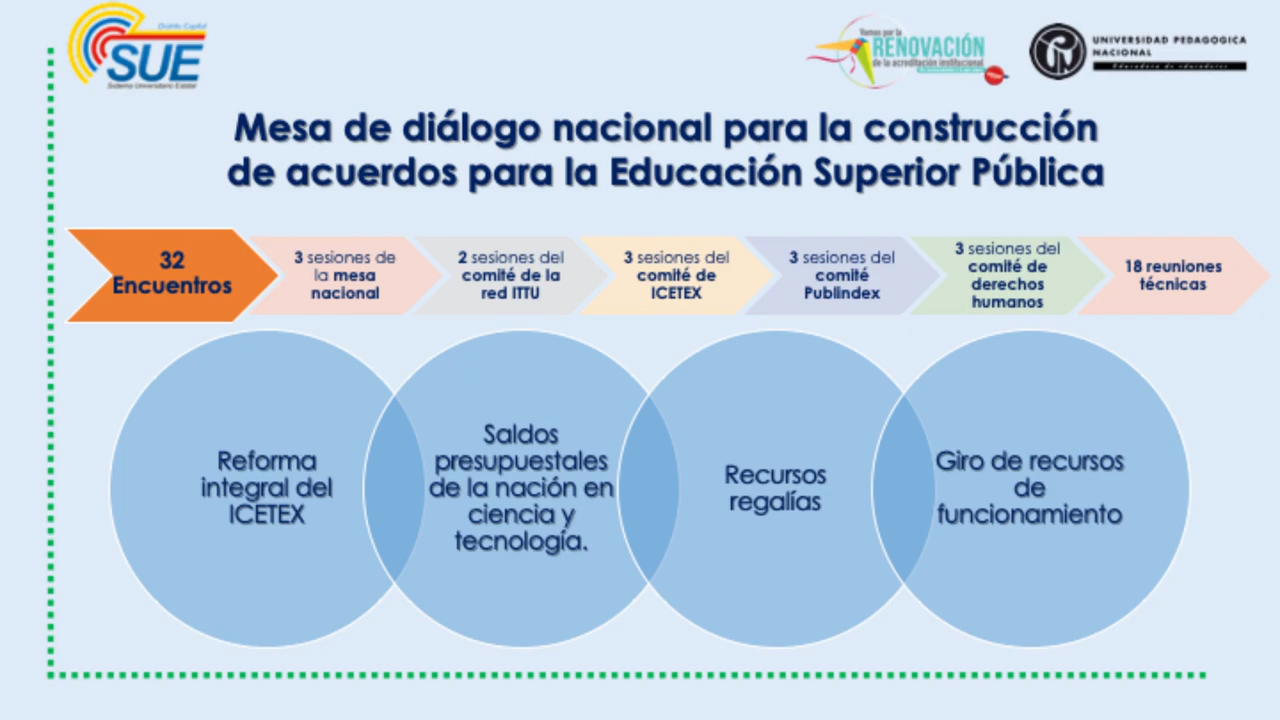 Distrito Capital
SUE
Sistema Universitario Estatal
Vamos por la
RENOVACIÓN
de la acreditación institucional
UNIVERSIDAD PEDAGOGICA
NACIONAL
Educadora de educadores
Mesa de diálogo nacional para la construcción
de acuerdos para la Educación Superior Pública
32
Encuentros
3 sesiones de
la mesa
nacional
2 sesiones del
comité de la
red ITTU
3 sesiones del
comité de
ICETEX
3 sesiones del
comité
Publindex
3 sesiones del
comité de
derechos
humanos
18 reuniones
técnicas
Reforma
integral del
ICETEX
Saldos
presupuestales
de la nación en
ciencia y
tecnología.
Recursos
regalías
Giro de recursos
de
funcionamiento